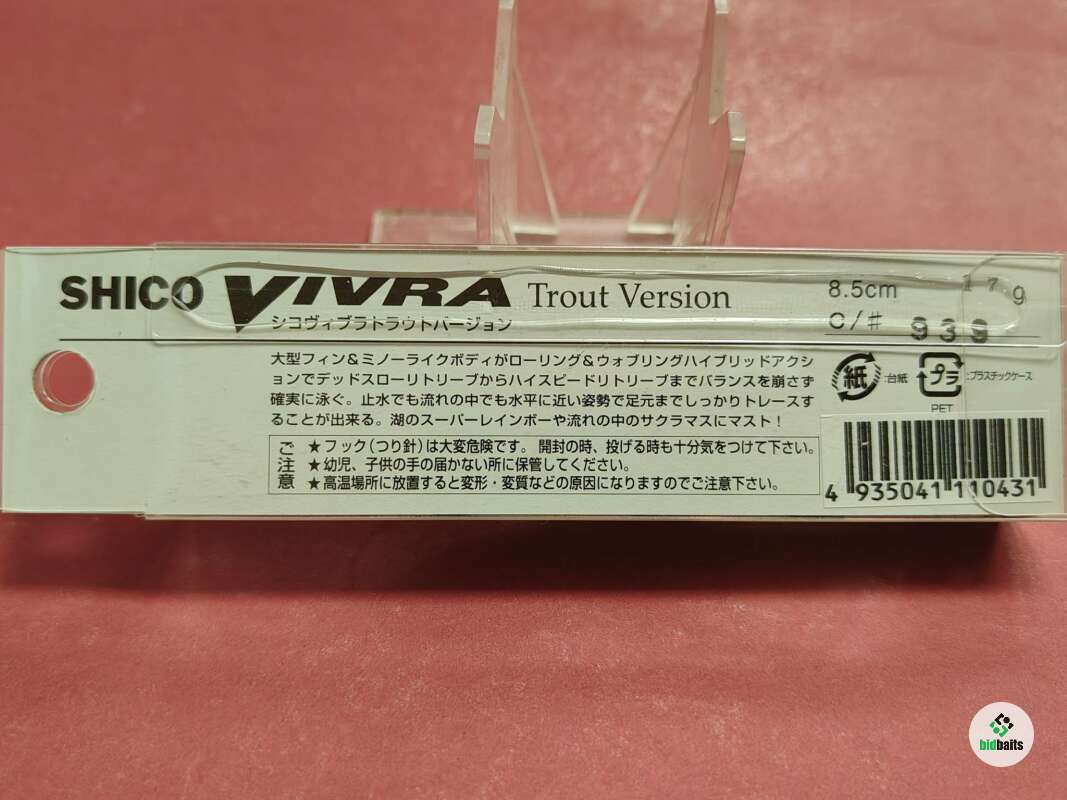 SHICO VIVRA Trout Version
シコヴィブラトラウトバージョン
8.5cm 17g
C/# 939
大型フィン&ミノーライクボディがローリング&ウォブリングハイブリッドアクシ
ョンでデッドスローリトリーブからハイスピードリトリーブまでバランスを崩さず
確実に泳ぐ。止水でも流れの中でも水平に近い姿勢で足元までしっかりトレースす
ることが出来る。湖のスーパーレインボーや流れの中のサクラマスにマスト!
紙 :台紙 プラ :プラスチックケース
PET
ご注意
★フック(つり針)は大変危険です。開封の時、投げる時も十分気をつけて下さい。
★幼児、子供の手の届かない所に保管してください。
★高温場所に放置すると変形・変質などの原因になりますのでご注意下さい。
4 935041 110431
bidbaits